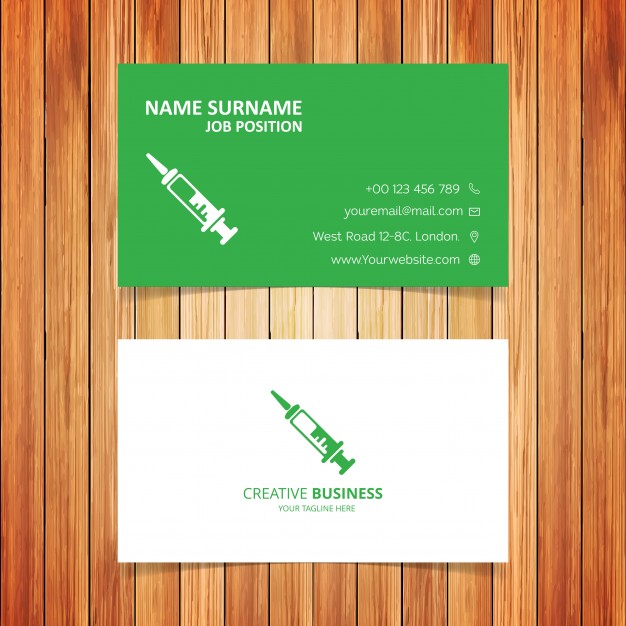 NAME SURNAME
JOB POSITION
+00 123 456 789
youremail@mail.com
West Road 12-8C. London.
www.Yourwebsite.com
CREATIVE BUSINESS
YOUR TAGLINE HERE